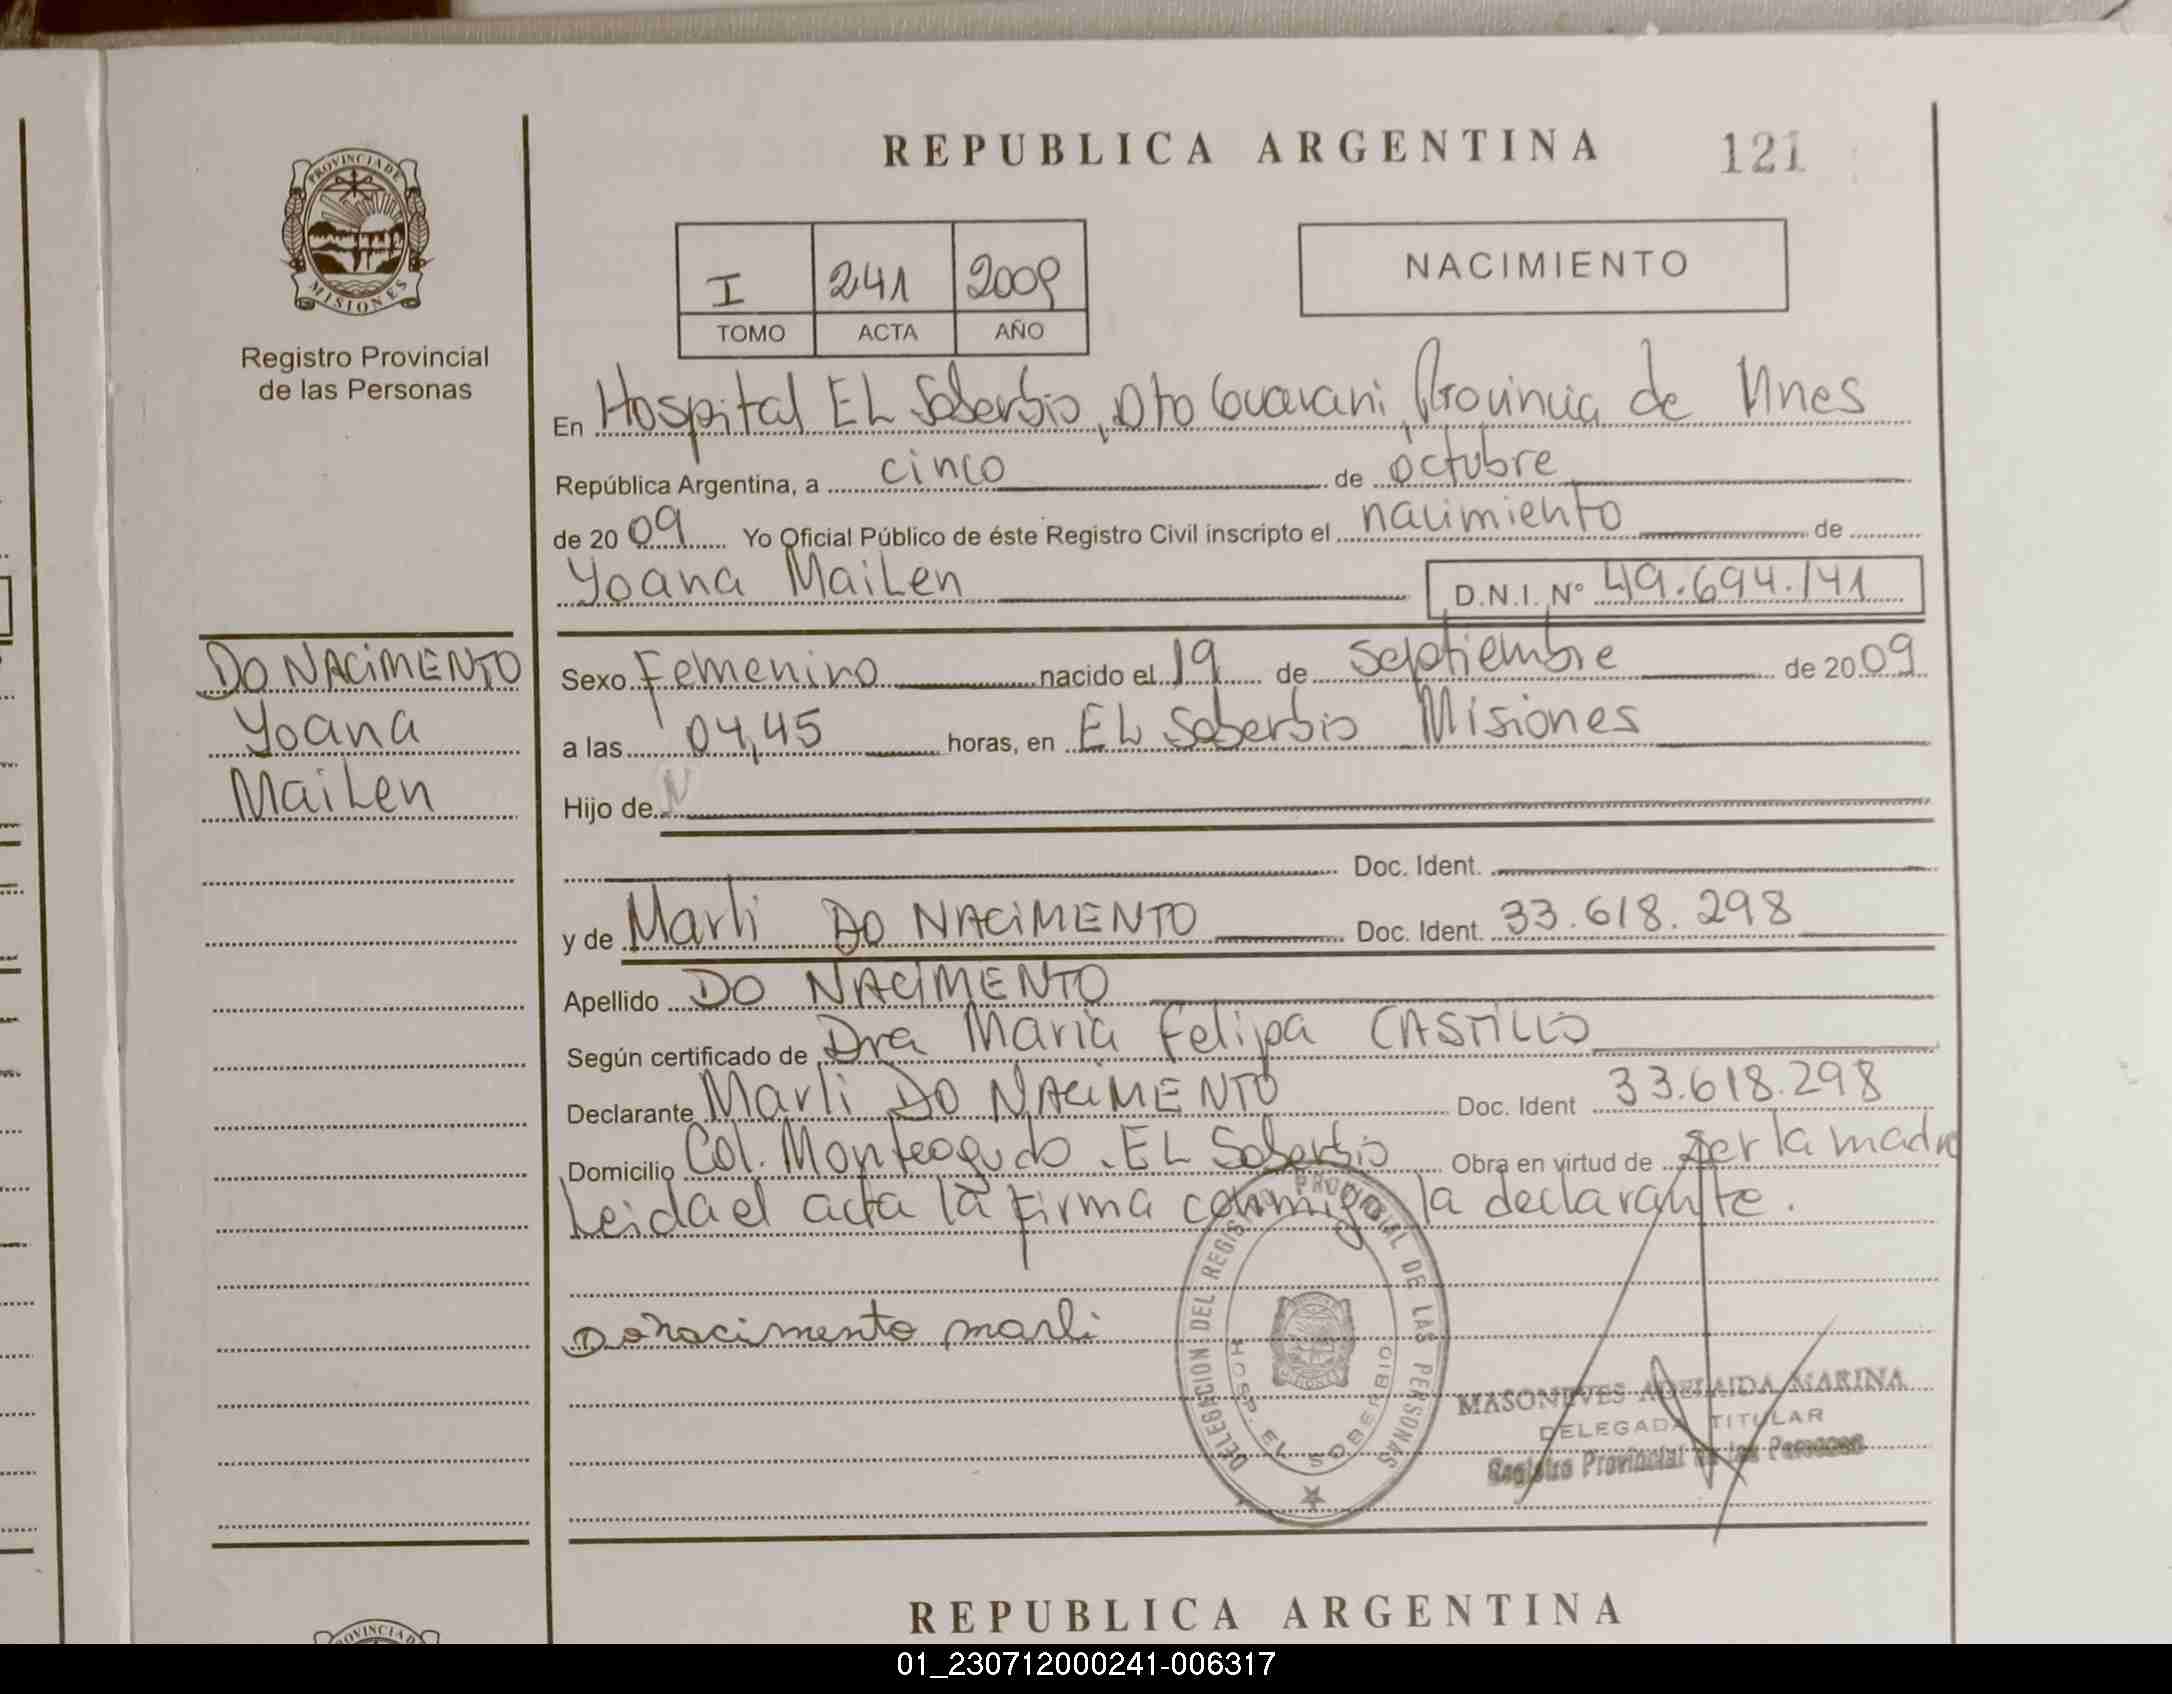 REPUBLICA ARGENTINA 121
PROVINCIA DE
MISIONES
Registro Provincial
de las Personas
I 241 2009
TOMO ACTA AÑO
NACIMIENTO
En Hospital EL Soberbio, Dto Guarani, Provincia de Mnes
República Argentina, a cinco de octubre
de 2009 Yo Oficial Público de éste Registro Civil inscripto el nacimiento de
Yoana MaiLen D.N.I. Nº 49.694.141
DO NACIMENTO
Yoana
MaiLen
Sexo Femenino nacido el 19 de Septiembre de 2009
a las 04,45 horas, en EL Soberbio Misiones
Hijo de N
Doc. Ident.
y de Marli DO NACIMENTO Doc. Ident. 33.618.298
Apellido DO NACIMENTO
Según certificado de Dra Maria Felipa CASTILLO
Declarante Marli DO NACIMENTO Doc. Ident 33.618.298
Domicilio Col. Monteagudo. EL Soberbio Obra en virtud de ser la madre
Leida el acta la firma conmigo la declarante.
Donacimento marli
DELEGACION DEL REGISTRO PROVINCIAL DE LAS PERSONAS
HOSP. EL SOBERBIO
MASONEVES ADELAIDA MARINA
DELEGADA TITULAR
Registro Provincial de las Personas
REPUBLICA ARGENTINA
PROVINCIA D
01_230712000241-006317